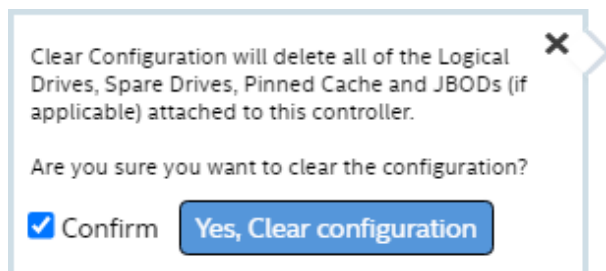 Clear Configuration will delete all of the Logical
Drives, Spare Drives, Pinned Cache and JBODs (if
applicable) attached to this controller.
Are you sure you want to clear the configuration?
Confirm
Yes, Clear configuration